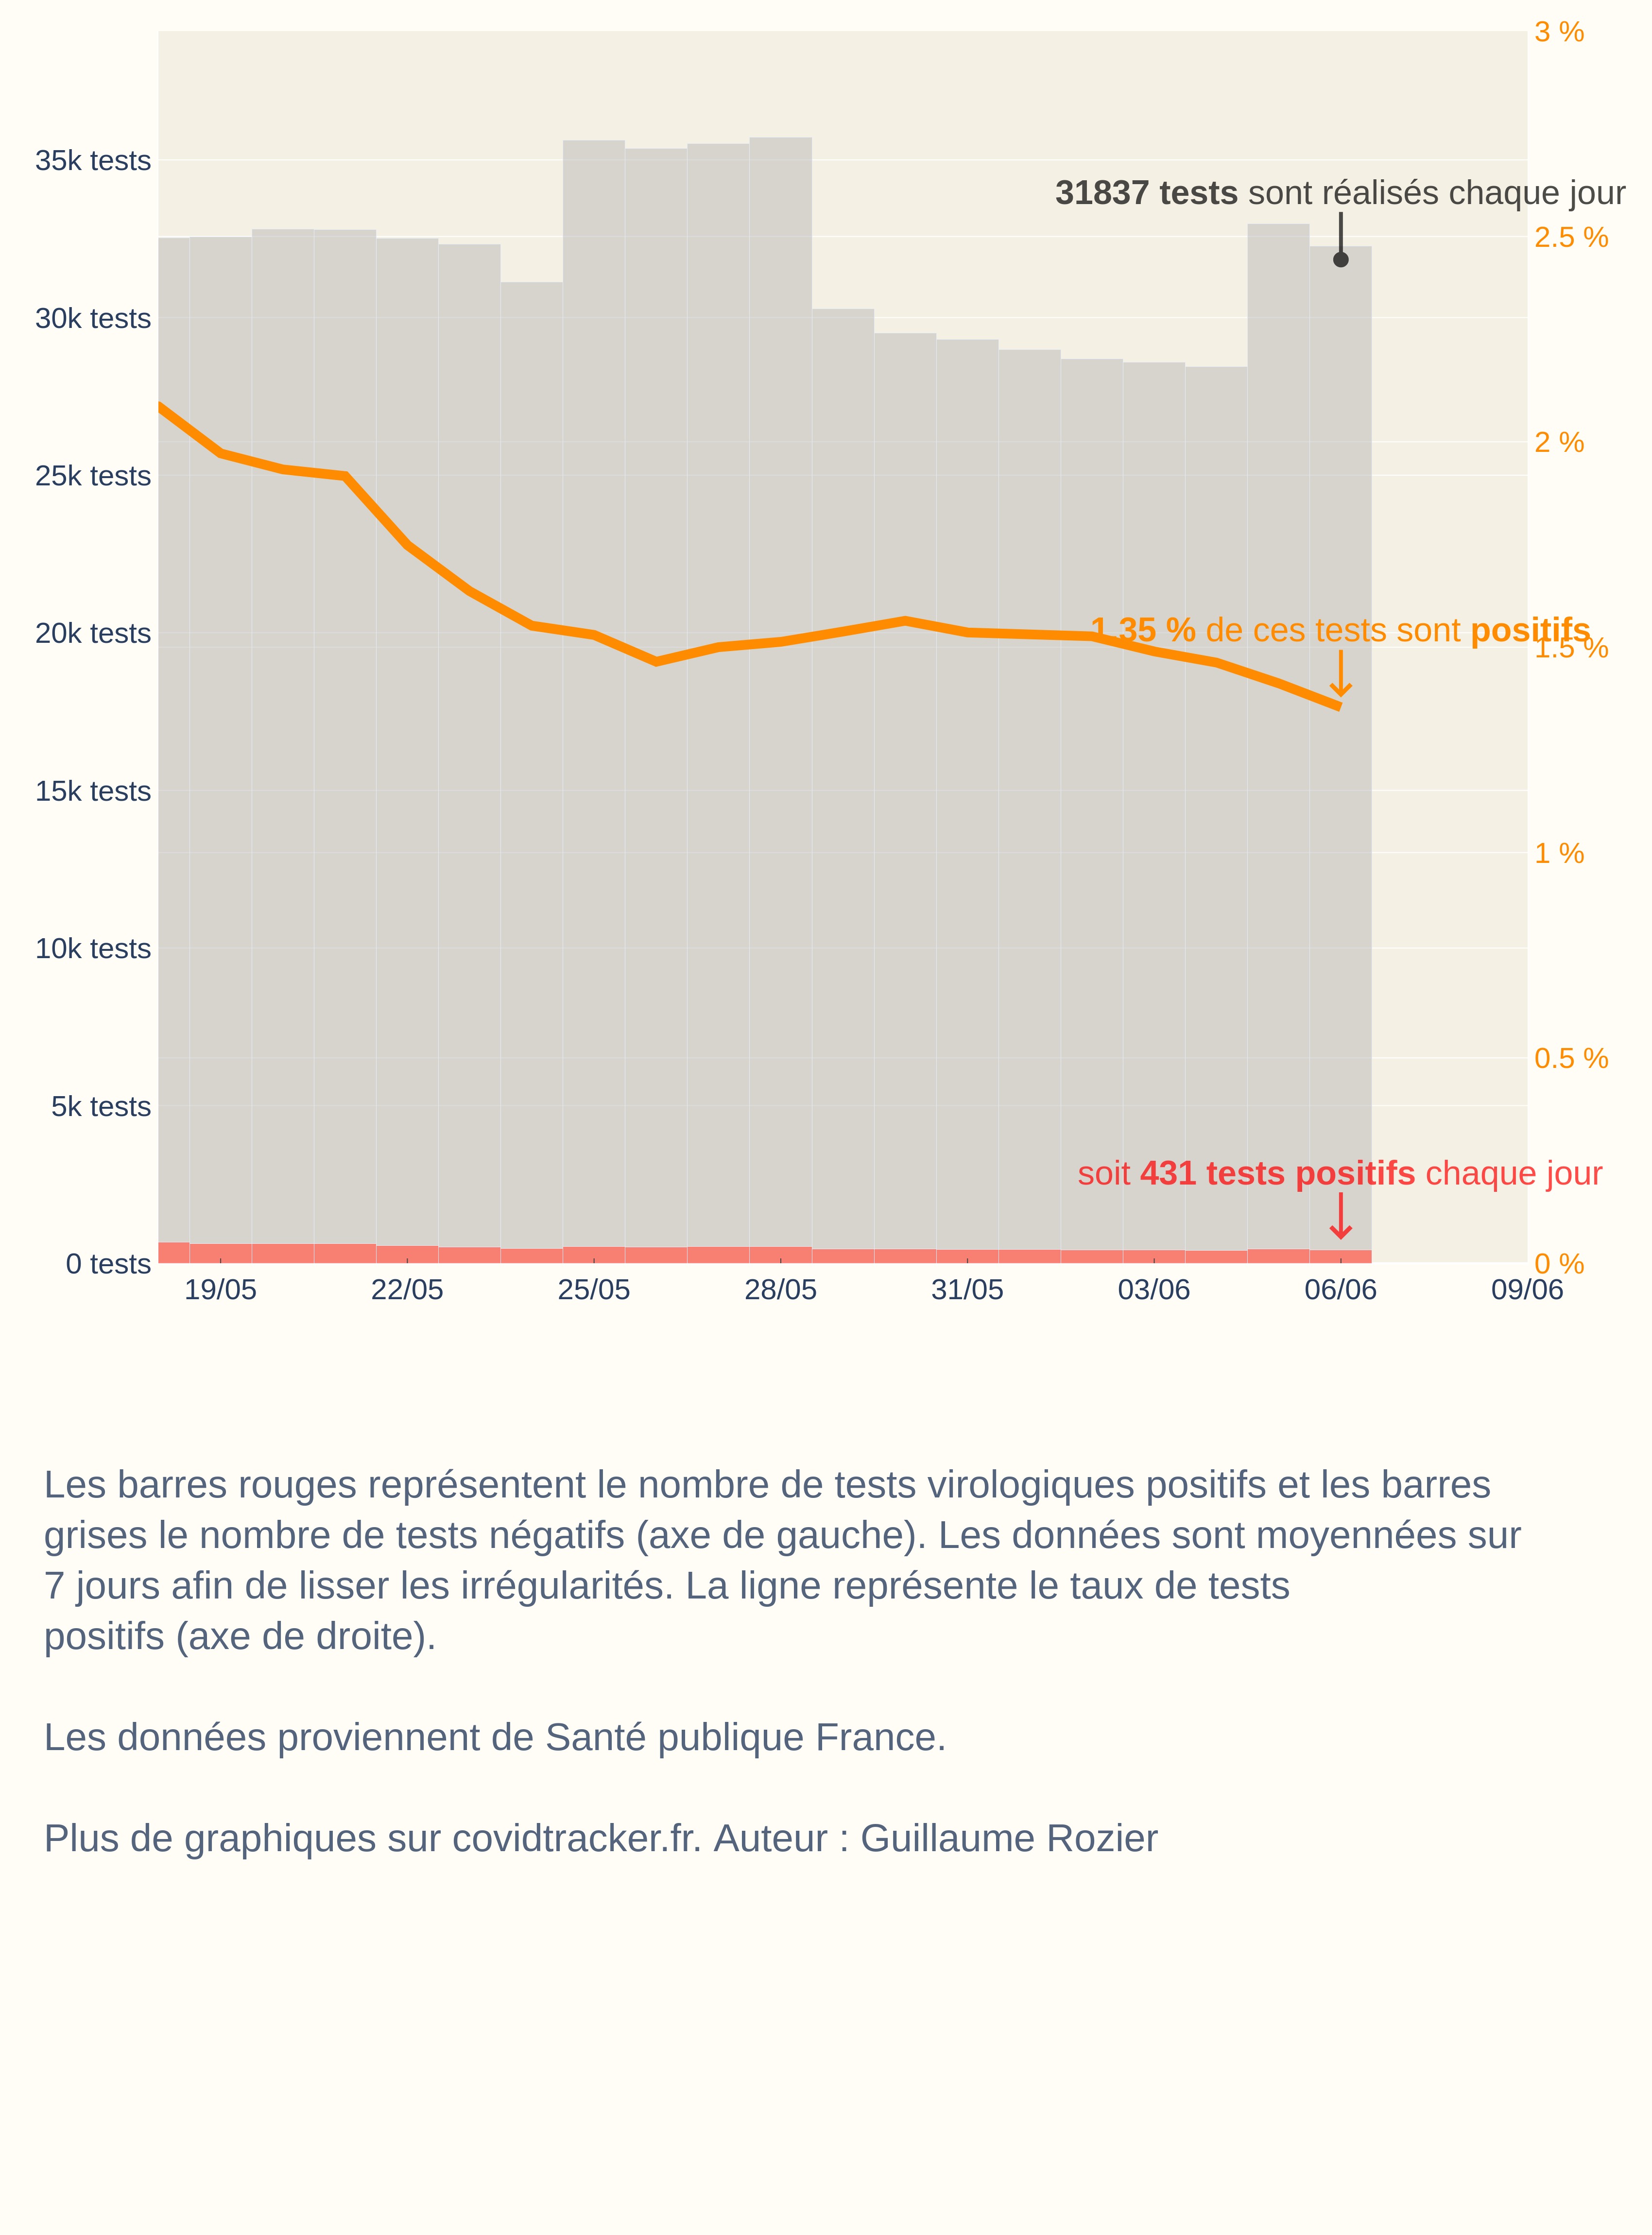 3 %
35k tests
31837 tests sont réalisés chaque jour
2.5 %
30k tests
2 %
25k tests
1.35 % de ces tests sont positifs
20k tests
1.5 %
15k tests
1 %
10k tests
0.5 %
5k tests
soit 431 tests positifs chaque jour
0 tests
0 %
19/05 22/05 25/05 28/05 31/05 03/06 06/06 09/06
Les barres rouges représentent le nombre de tests virologiques positifs et les barres
grises le nombre de tests négatifs (axe de gauche). Les données sont moyennées sur
7 jours afin de lisser les irrégularités. La ligne représente le taux de tests
positifs (axe de droite).
Les données proviennent de Santé publique France.
Plus de graphiques sur covidtracker.fr. Auteur : Guillaume Rozier